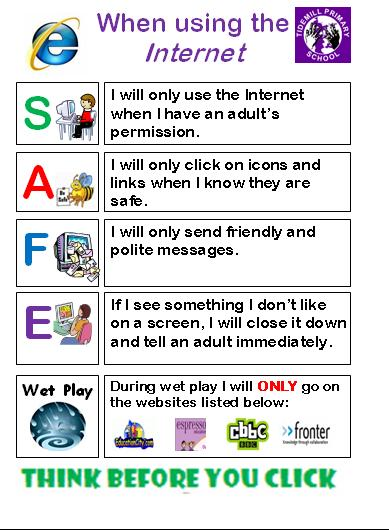 When using the
Internet
TIDEMILL PRIMARY
SCHOOL
S
I will only use the Internet
when I have an adult's
permission.
A
Be
Safe
I will only click on icons and
links when I know they are
safe.
F
I will only send friendly and
polite messages.
E
If I see something I don't like
on a screen, I will close it down
and tell an adult immediately.
Wet Play
During wet play I will ONLY go on
the websites listed below:
EducationCity.com
espresso
education
cbbc
BBC
>>fronter
Knowledge through collaboration
THINK BEFORE YOU CLICK